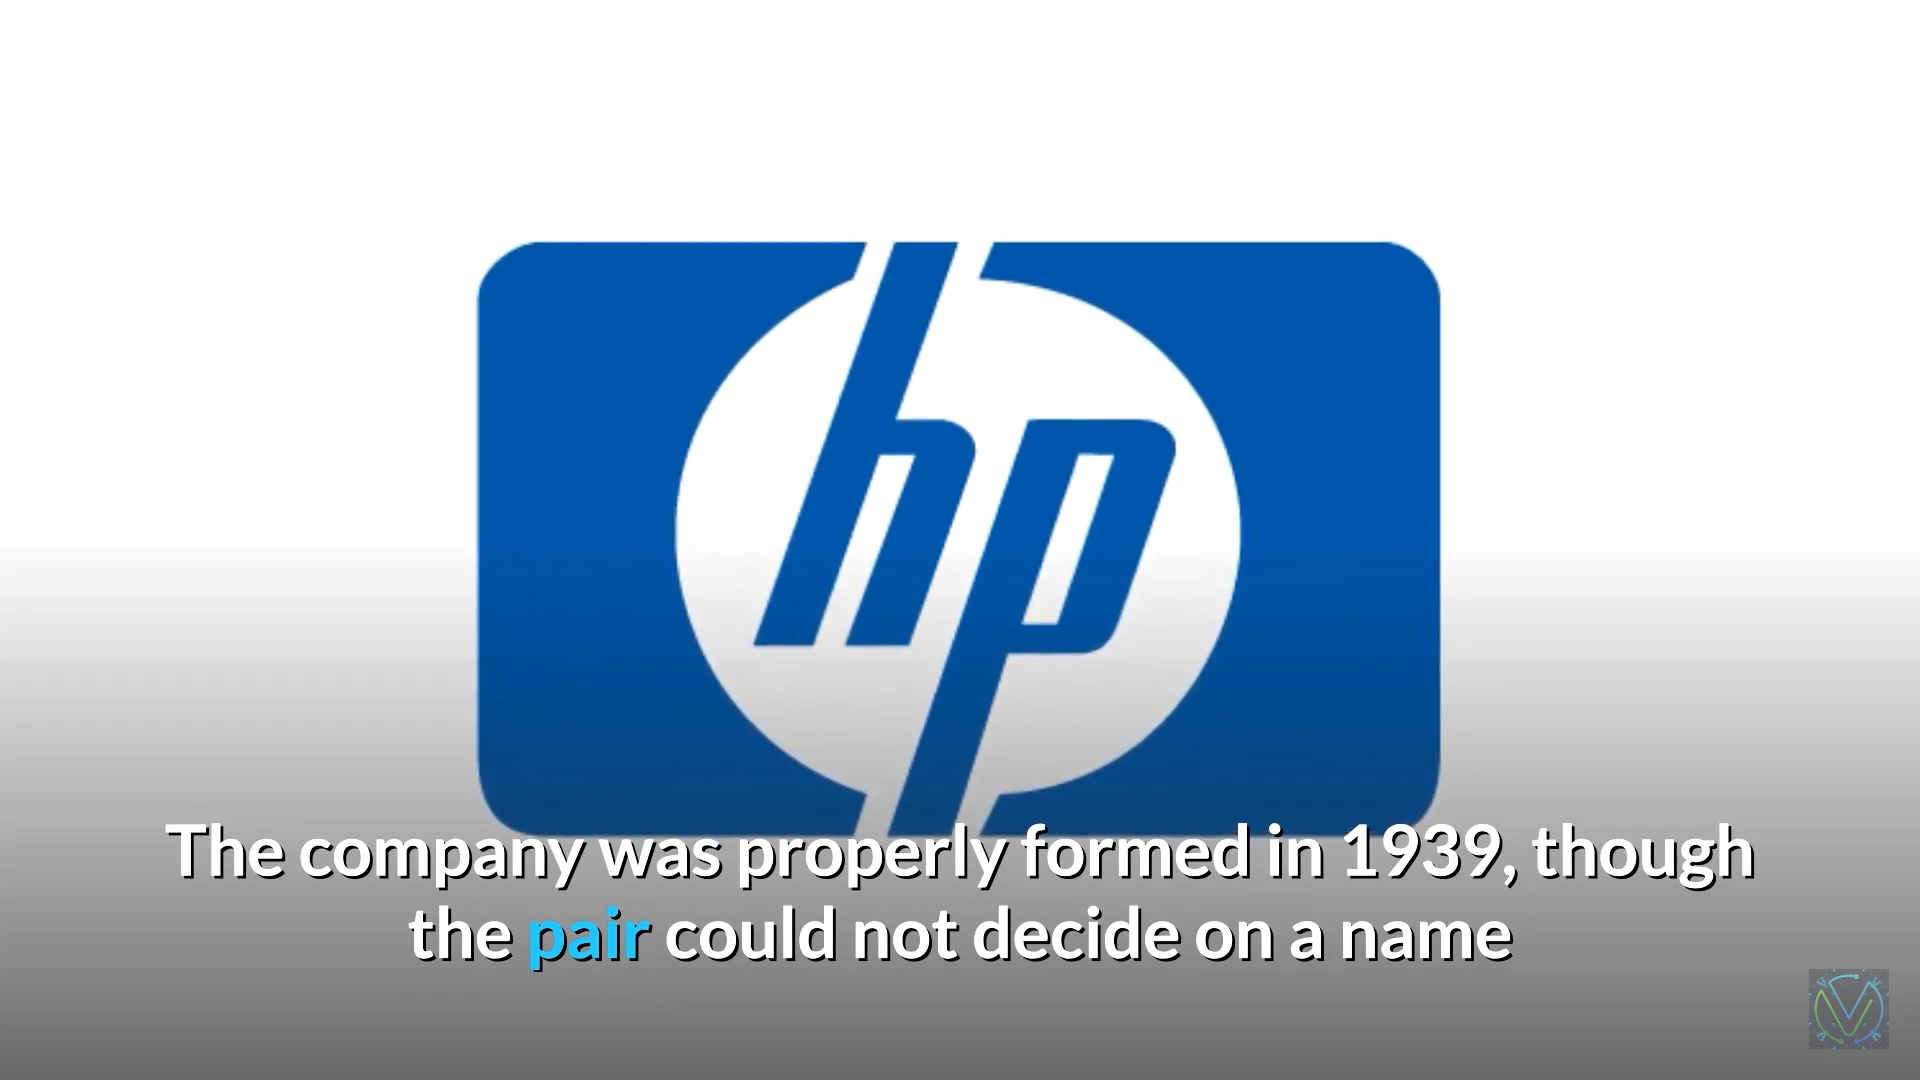 hp
The company was properly formed in 1939, though
the pair could not decide on a name